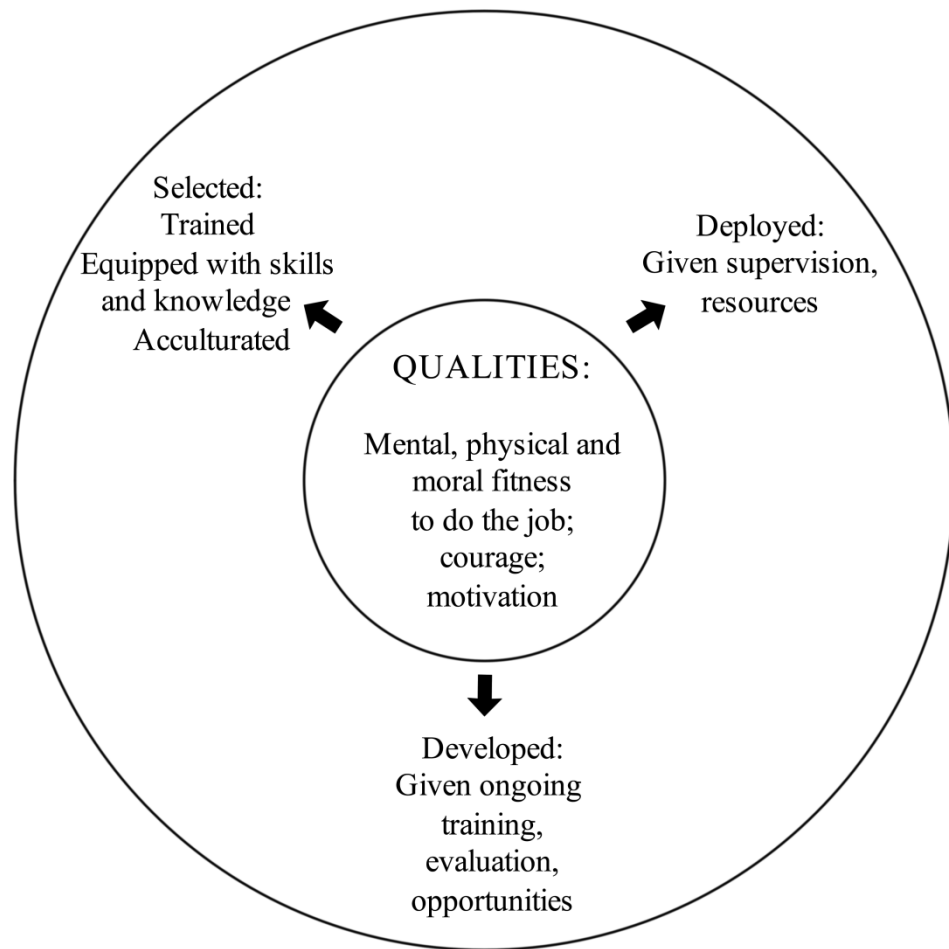 Selected:
Trained
Equipped with skills
and knowledge
Acculturated
Deployed:
Given supervision,
resources
QUALITIES:
Mental, physical and
moral fitness
to do the job;
courage;
motivation
Developed:
Given ongoing
training,
evaluation,
opportunities